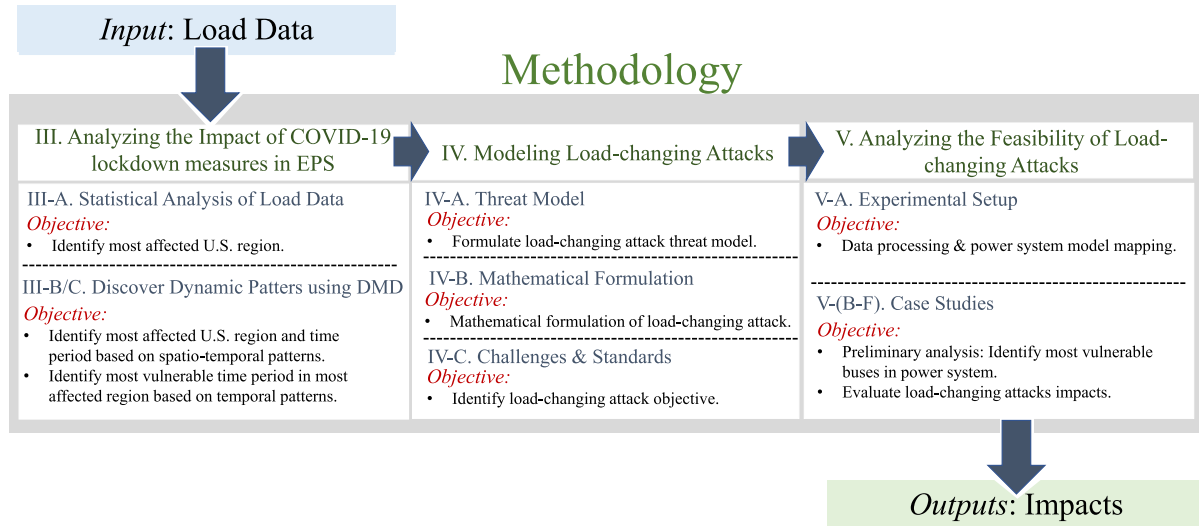 Input: Load Data
Methodology
III. Analyzing the Impact of COVID-19
lockdown measures in EPS
III-A. Statistical Analysis of Load Data
Objective:
• Identify most affected U.S. region.
III-B/C. Discover Dynamic Patters using DMD
Objective:
• Identify most affected U.S. region and time
period based on spatio-temporal patterns.
• Identify most vulnerable time period in most
affected region based on temporal patterns.
IV. Modeling Load-changing Attacks
IV-A. Threat Model
Objective:
• Formulate load-changing attack threat model.
IV-B. Mathematical Formulation
Objective:
• Mathematical formulation of load-changing attack.
IV-C. Challenges & Standards
Objective:
• Identify load-changing attack objective.
V. Analyzing the Feasibility of Load-
changing Attacks
V-A. Experimental Setup
Objective:
• Data processing & power system model mapping.
V-(B-F). Case Studies
Objective:
• Preliminary analysis: Identify most vulnerable
buses in power system.
• Evaluate load-changing attacks impacts.
Outputs: Impacts